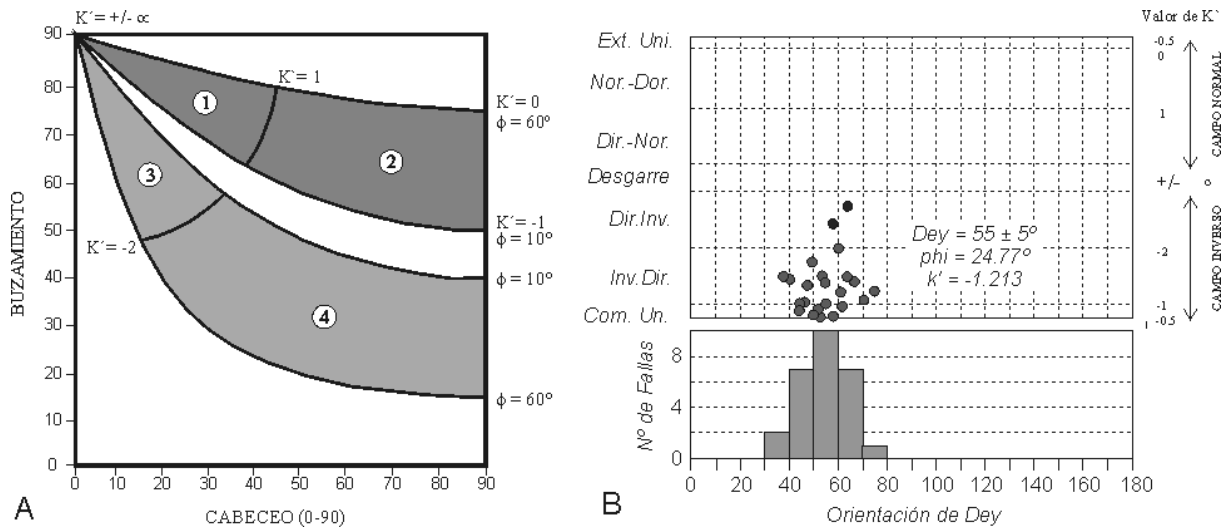 K´= +/- ∝
90
80
70
60
50
40
30
20
10
0
BUZAMIENTO
K`= 1
1
2
3
4
K´= -2
K´= 0
ϕ = 60º
K´= -1
ϕ = 10º
ϕ = 10º
ϕ = 60º
0 10 20 30 40 50 60 70 80 90
CABECEO (0-90)
A
Ext. Uni.
Nor.-Dor.
Dir.-Nor.
Desgarre
Dir.Inv.
Inv.Dir.
Com. Un.
Dey = 55 ± 5º
phi = 24.77º
k' = -1.213
Valor de K`
-0.5
0
1
+/- º
-2
-1
-0.5
CAMPO NORMAL
CAMPO INVERSO
Nº de Fallas
8
4
0
0 20 40 60 80 100 120 140 160 180
Orientación de Dey
B